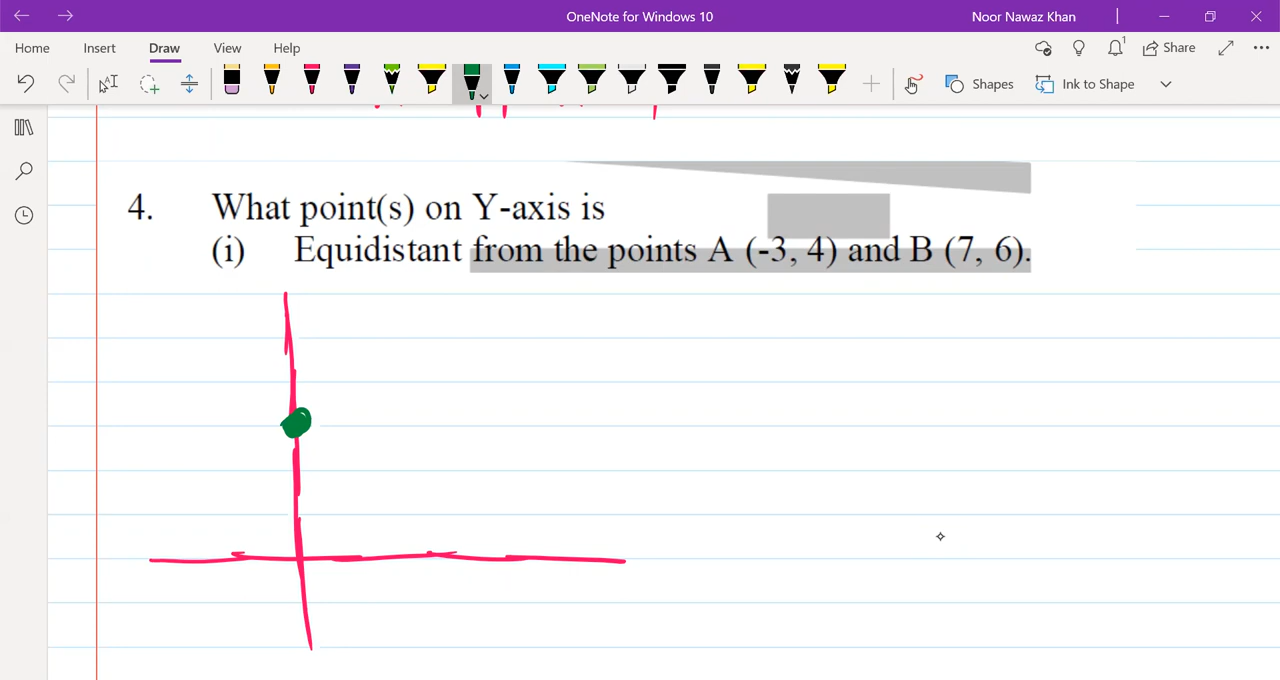 OneNote for Windows 10
Noor Nawaz Khan
Home Insert Draw View Help
1
Share
Shapes
Ink to Shape
4. What point(s) on Y-axis is
(i) Equidistant from the points A (-3, 4) and B (7, 6).